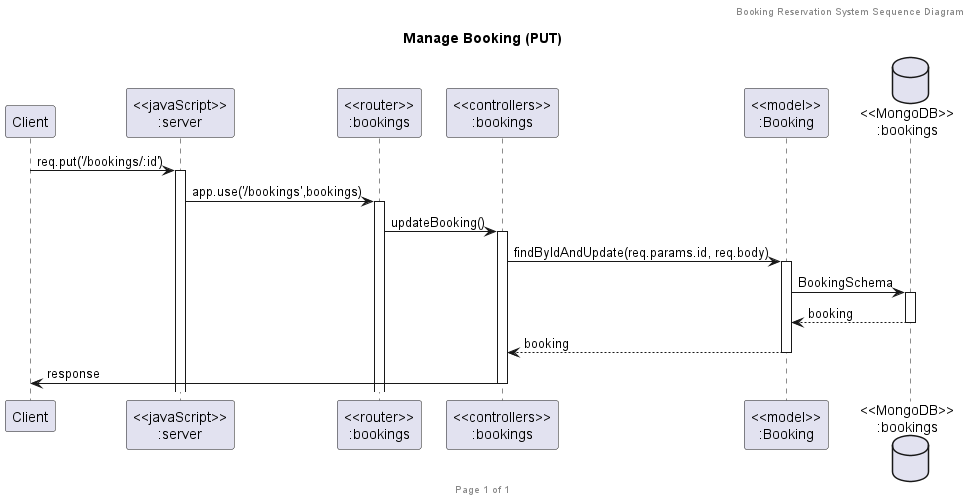 Booking Reservation System Sequence Diagram
Manage Booking (PUT)
Client
<<javaScript>>
:server
<<router>>
:bookings
<<controllers>>
:bookings
<<model>>
:Booking
<<MongoDB>>
:bookings
req.put('/bookings/:id')
app.use('/bookings',bookings)
updateBooking()
findByIdAndUpdate(req.params.id, req.body)
BookingSchema
booking
booking
response
Client
<<javaScript>>
:server
<<router>>
:bookings
<<controllers>>
:bookings
<<model>>
:Booking
<<MongoDB>>
:bookings
Page 1 of 1